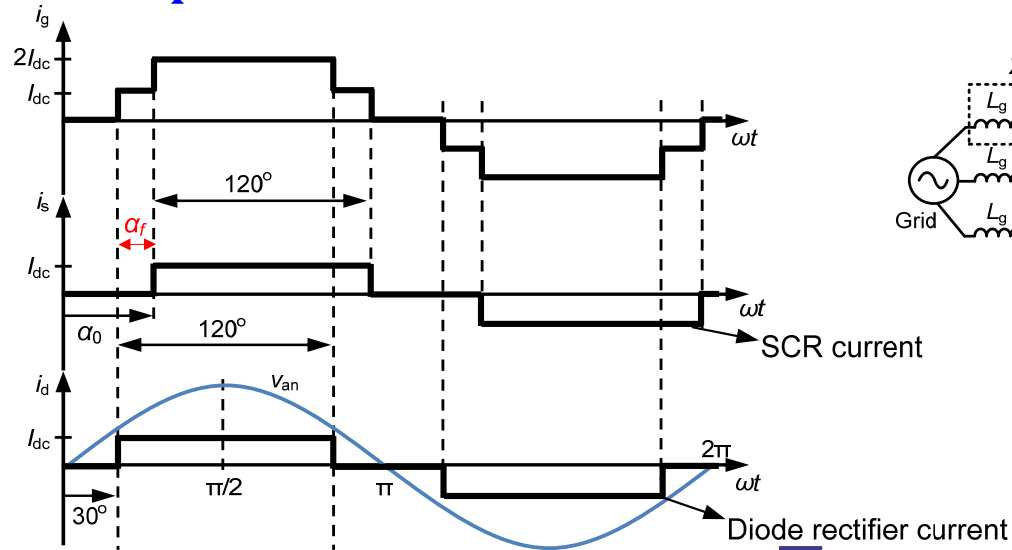 i_g
2I_dc
I_dc
ωt
120°
i_s
α_f
I_dc
ωt
α_0
120°
SCR current
i_d
v_an
I_dc
2π
π/2
π
ωt
30°
Diode rectifier current
L_g
L_g
Grid
L_g